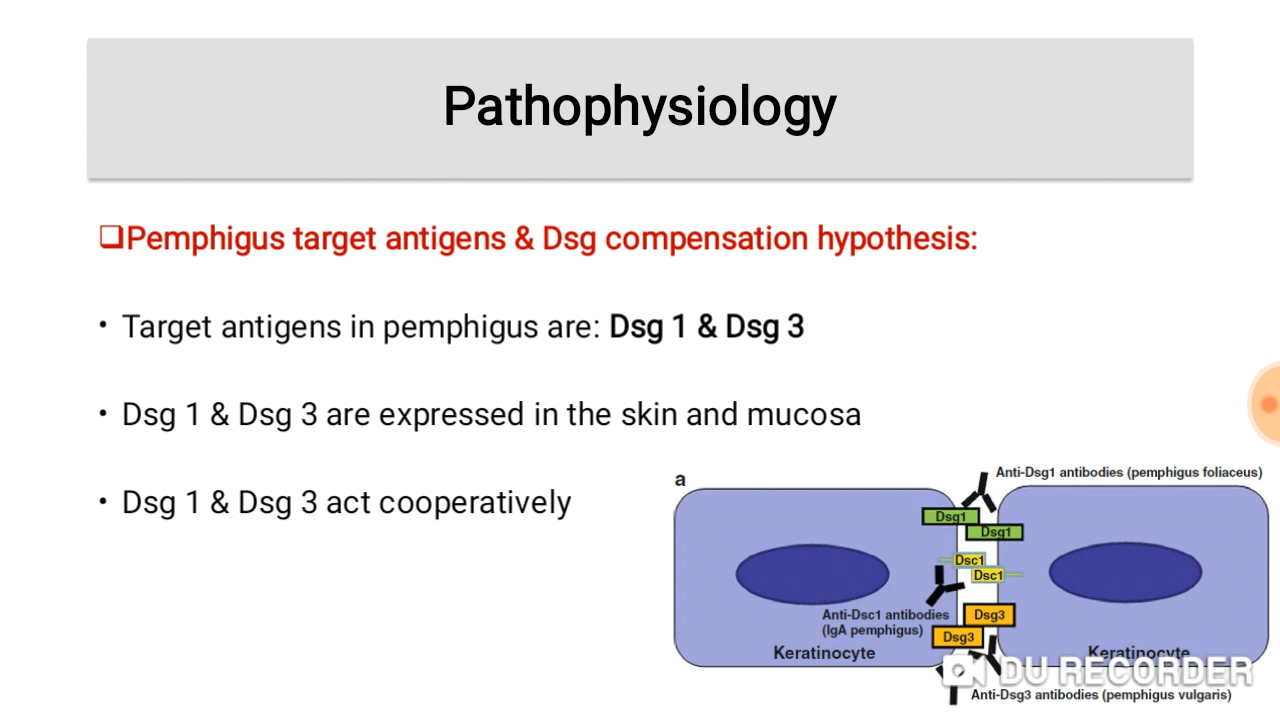 Pathophysiology
❑Pemphigus target antigens & Dsg compensation hypothesis:
• Target antigens in pemphigus are: Dsg 1 & Dsg 3
• Dsg 1 & Dsg 3 are expressed in the skin and mucosa
• Dsg 1 & Dsg 3 act cooperatively
a
Anti-Dsg1 antibodies (pemphigus foliaceus)
Dsg1
Dsg1
Dsc1
Dsc1
Anti-Dsc1 antibodies
(IgA pemphigus)
Dsg3
Dsg3
Keratinocyte
Keratinocyte
DU RECORDER
Anti-Dsg3 antibodies (pemphigus vulgaris)